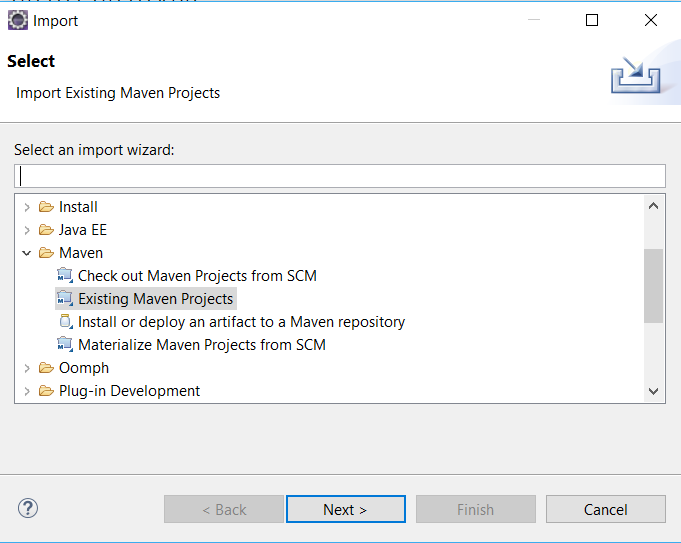 Import
Select
Import Existing Maven Projects
Select an import wizard:
Install
Java EE
Maven
Check out Maven Projects from SCM
Existing Maven Projects
Install or deploy an artifact to a Maven repository
Materialize Maven Projects from SCM
Oomph
Plug-in Development
< Back
Next >
Finish
Cancel